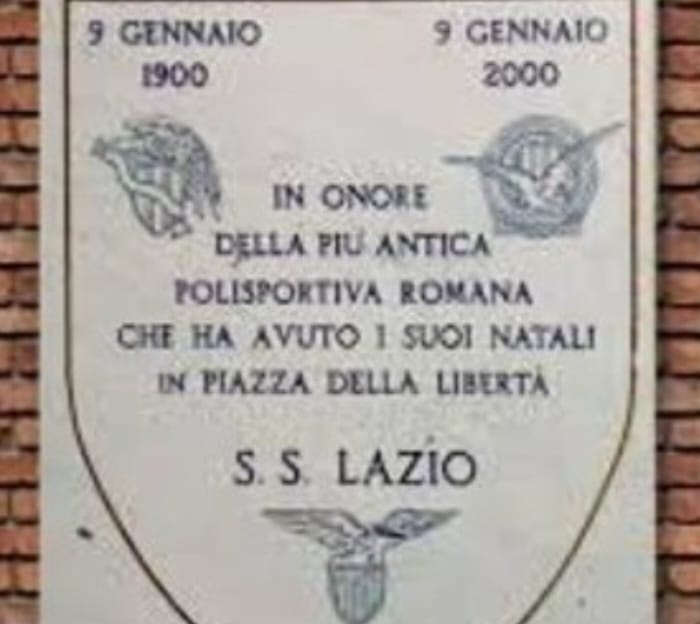 9 GENNAIO 9 GENNAIO
1900 2000
IN ONORE
DELLA PIÙ ANTICA
POLISPORTIVA ROMANA
CHE HA AVUTO I SUOI NATALI
IN PIAZZA DELLA LIBERTÀ
S. S. LAZIO